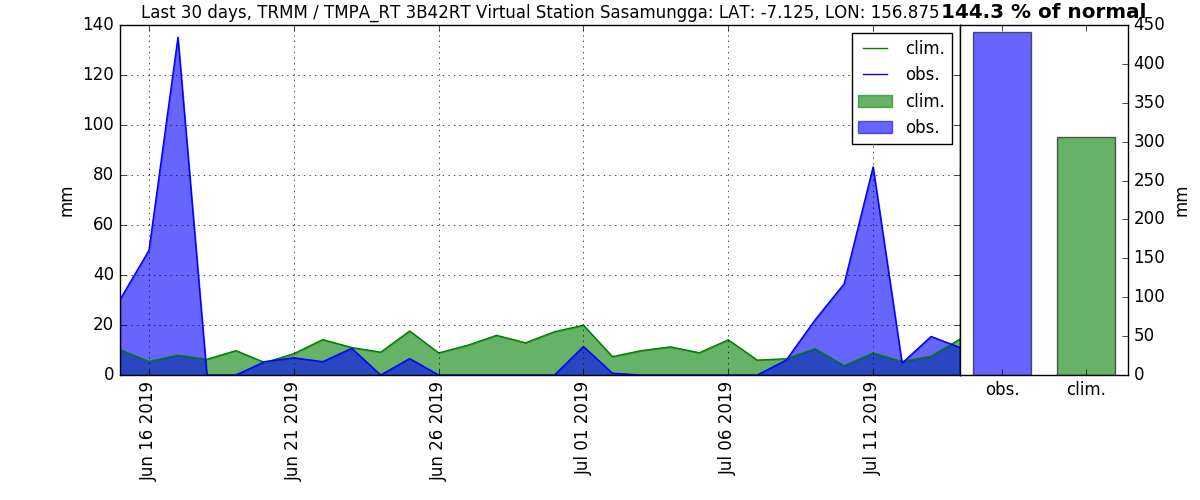 Last 30 days, TRMM / TMPA_RT 3B42RT Virtual Station Sasamungga: LAT: -7.125, LON: 156.875
144.3 % of normal
mm
140
120
100
80
60
40
20
0
clim.
obs.
clim.
obs.
Jun 16 2019
Jun 21 2019
Jun 26 2019
Jul 01 2019
Jul 06 2019
Jul 11 2019
450
400
350
300
250
200
150
100
50
0
mm
obs.
clim.